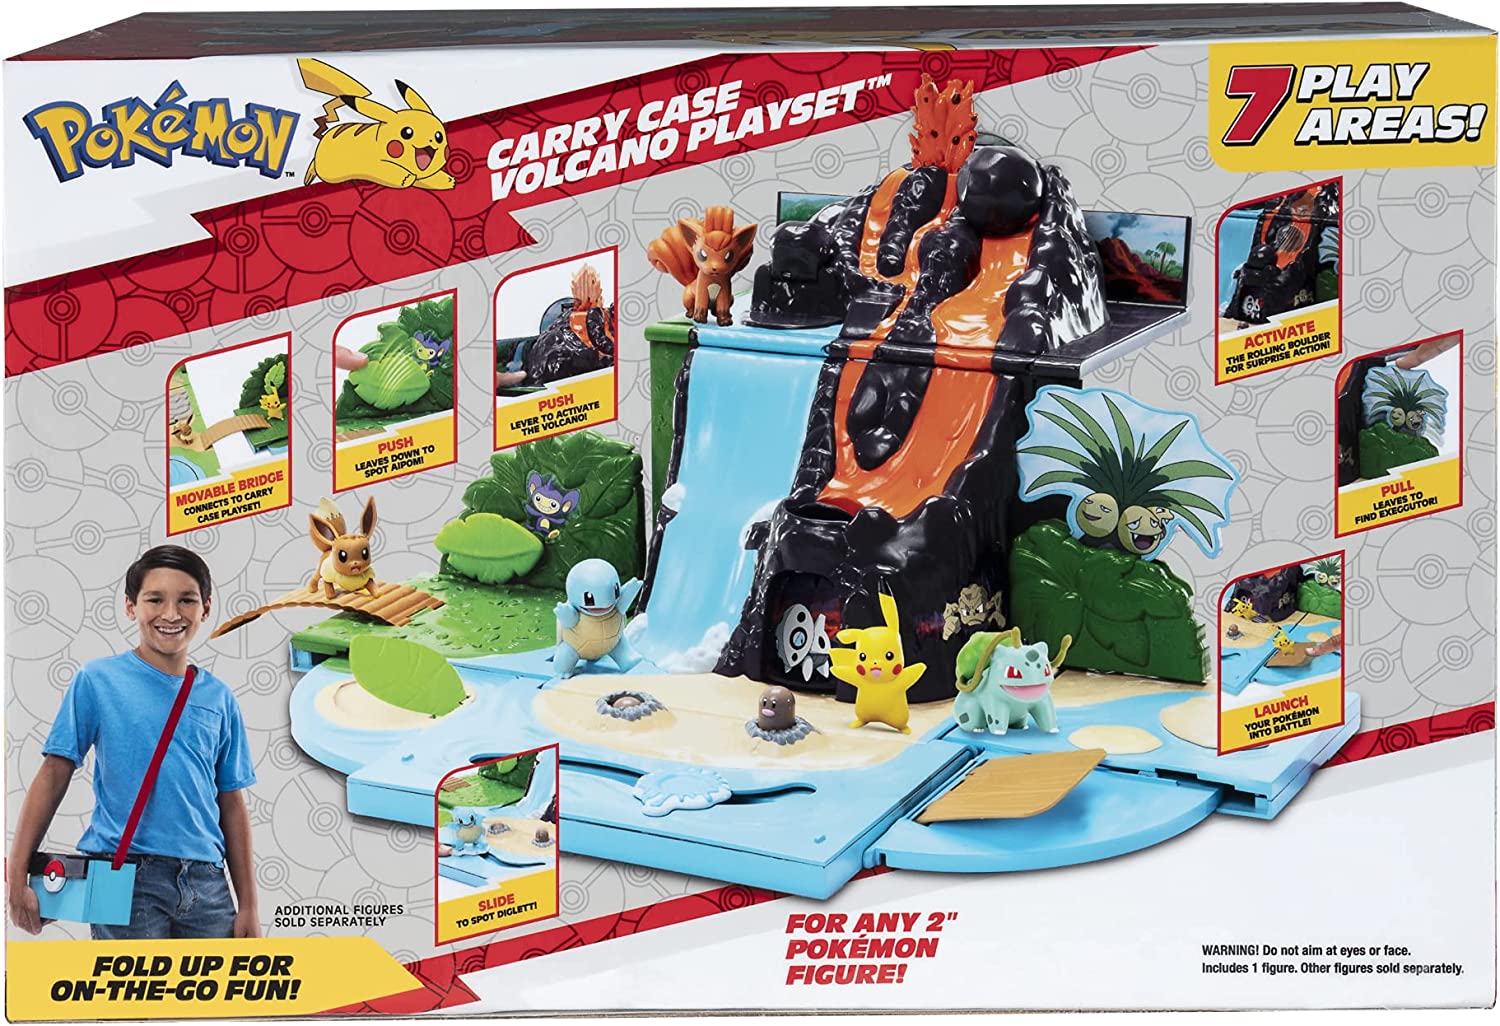 POKéMON™
CARRY CASE
VOLCANO PLAYSET™
7 PLAY
AREAS!
MOVABLE BRIDGE
CONNECTS TO CARRY
CASE PLAYSET!
PUSH
LEAVES DOWN TO
SPOT AIPOM!
PUSH
LEVER TO ACTIVATE
THE VOLCANO!
ACTIVATE
THE ROLLING BOULDER
FOR SURPRISE ACTION!
PULL
LEAVES TO
FIND EXEGGUTOR!
LAUNCH
YOUR POKÉMON
INTO BATTLE!
SLIDE
TO SPOT DIGLETT!
ADDITIONAL FIGURES
SOLD SEPARATELY
FOLD UP FOR
ON-THE-GO FUN!
FOR ANY 2"
POKÉMON
FIGURE!
WARNING! Do not aim at eyes or face.
Includes 1 figure. Other figures sold separately.